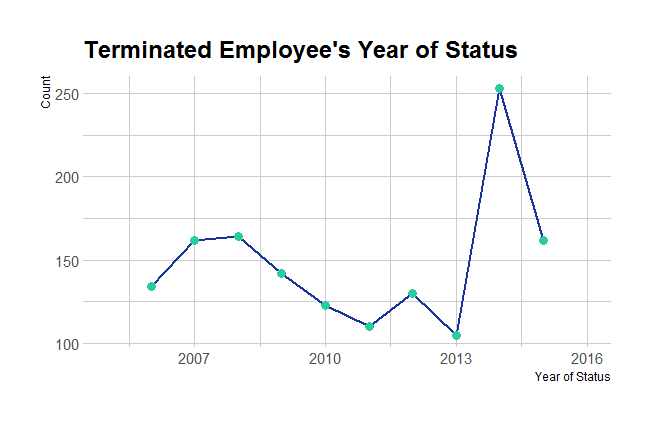 Terminated Employee's Year of Status
Count
250
200
150
100
2007 2010 2013 2016
Year of Status